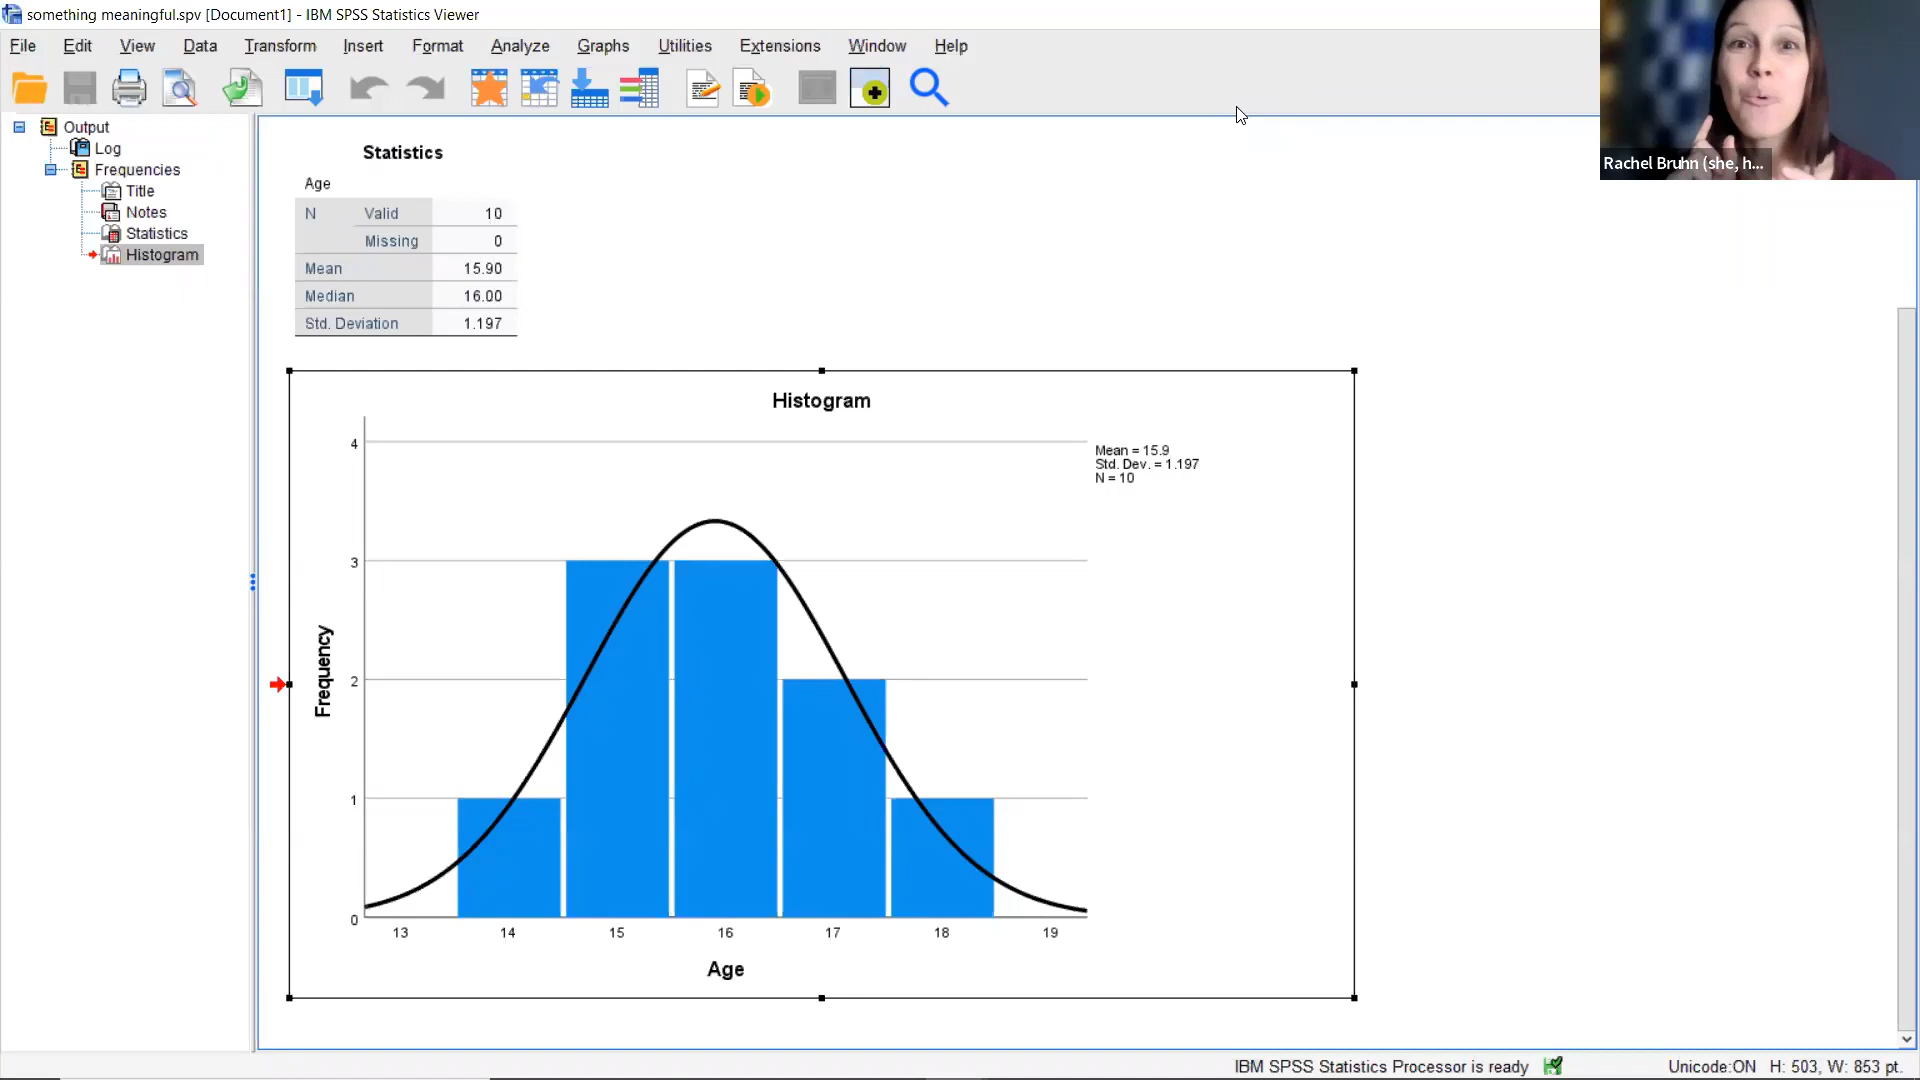 something meaningful.spv [Document1] - IBM SPSS Statistics Viewer
File Edit View Data Transform Insert Format Analyze Graphs Utilities Extensions Window Help
Rachel Bruhn (she, h...
Output
Log
Frequencies
Title
Notes
Statistics
Histogram
Statistics
Age
N Valid 10
Missing 0
Mean 15.90
Median 16.00
Std. Deviation 1.197
Histogram
Mean = 15.9
Std. Dev. = 1.197
N = 10
4
3
2
1
0
Frequency
13 14 15 16 17 18 19
Age
IBM SPSS Statistics Processor is ready Unicode:ON H: 503, W: 853 pt.